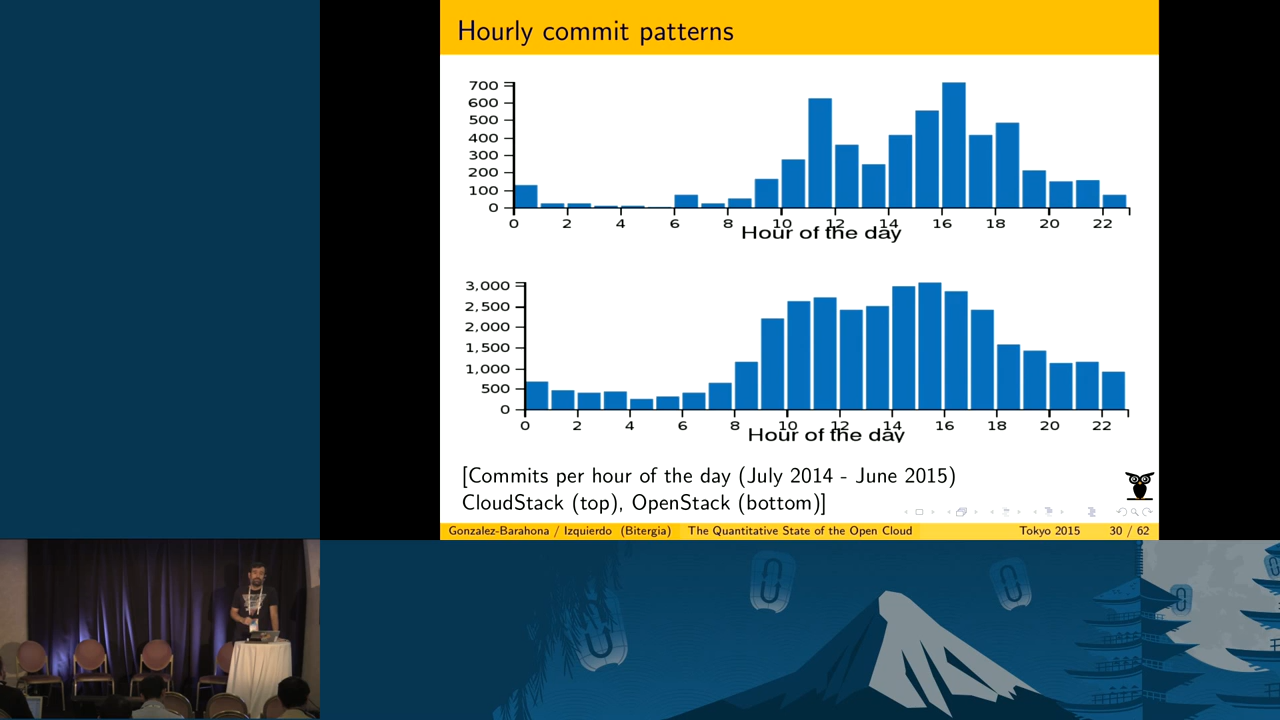 Hourly commit patterns
700
600
500
400
300
200
100
0
0 2 4 6 8 10 12 14 16 18 20 22
Hour of the day
3,000
2,500
2,000
1,500
1,000
500
0
0 2 4 6 8 10 12 14 16 18 20 22
Hour of the day
[Commits per hour of the day (July 2014 - June 2015)
CloudStack (top), OpenStack (bottom)]
Gonzalez-Barahona / Izquierdo (Bitergia) The Quantitative State of the Open Cloud Tokyo 2015 30 / 62